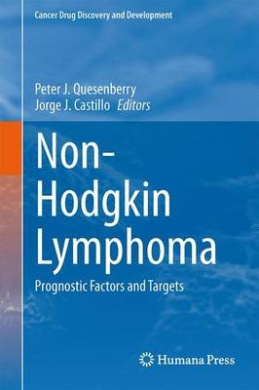 Cancer Drug Discovery and Development
Peter J. Quesenberry
Jorge J. Castillo Editors
Non-
Hodgkin
Lymphoma
Prognostic Factors and Targets
Humana Press